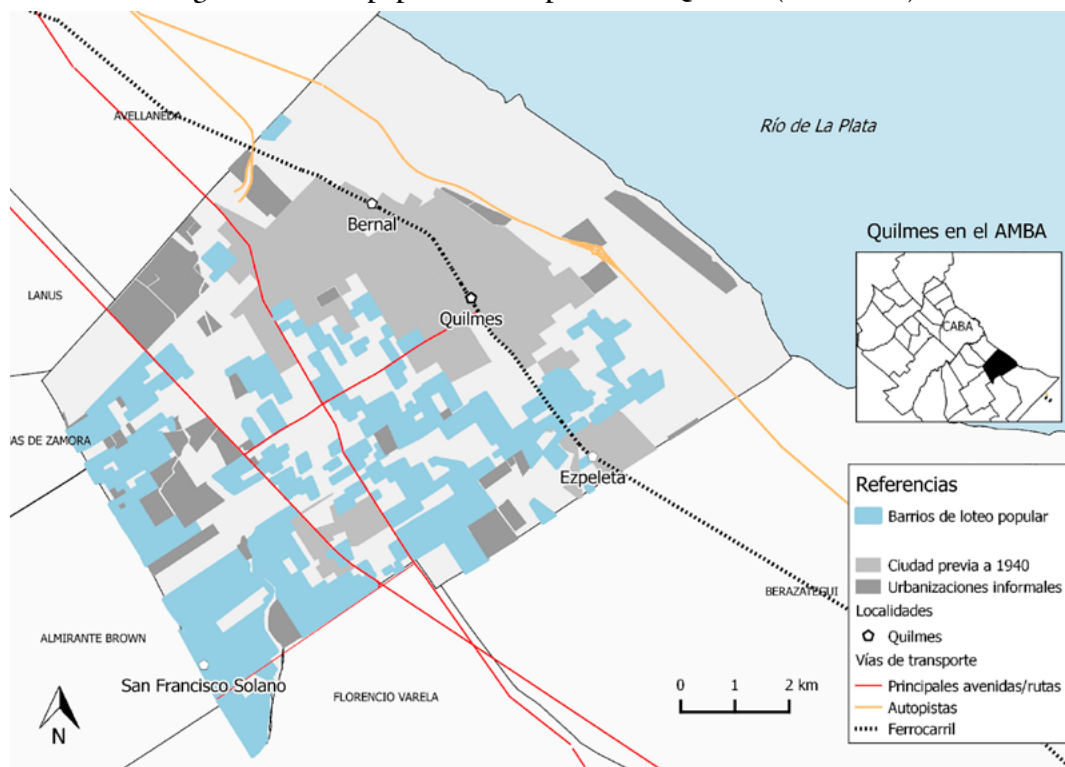 AVELLANEDA
Río de La Plata
Bernal
Quilmes en el AMBA
LANUS
Quilmes
CABA
AS DE ZAMORA
Ezpeleta
Referencias
Barrios de loteo popular
Ciudad previa a 1940
Urbanizaciones informales
BERAZATEGUI
Localidades
Quilmes
ALMIRANTE BROWN
Vías de transporte
San Francisco Solano
FLORENCIO VARELA
0 1 2 km
Principales avenidas/rutas
Autopistas
Ferrocarril
N